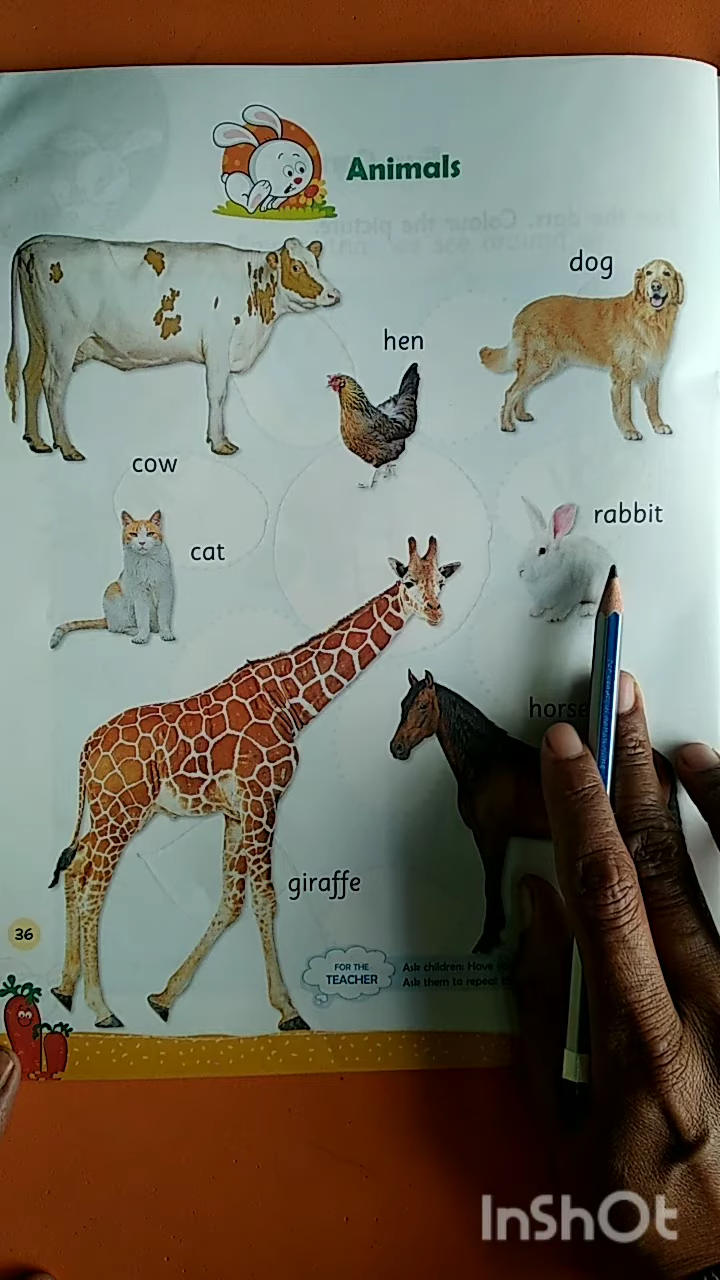 Animals
dog
hen
cow
rabbit
cat
horse
giraffe
36
FOR THE
TEACHER
Ask children: Have
Ask them to repeat
InShOt